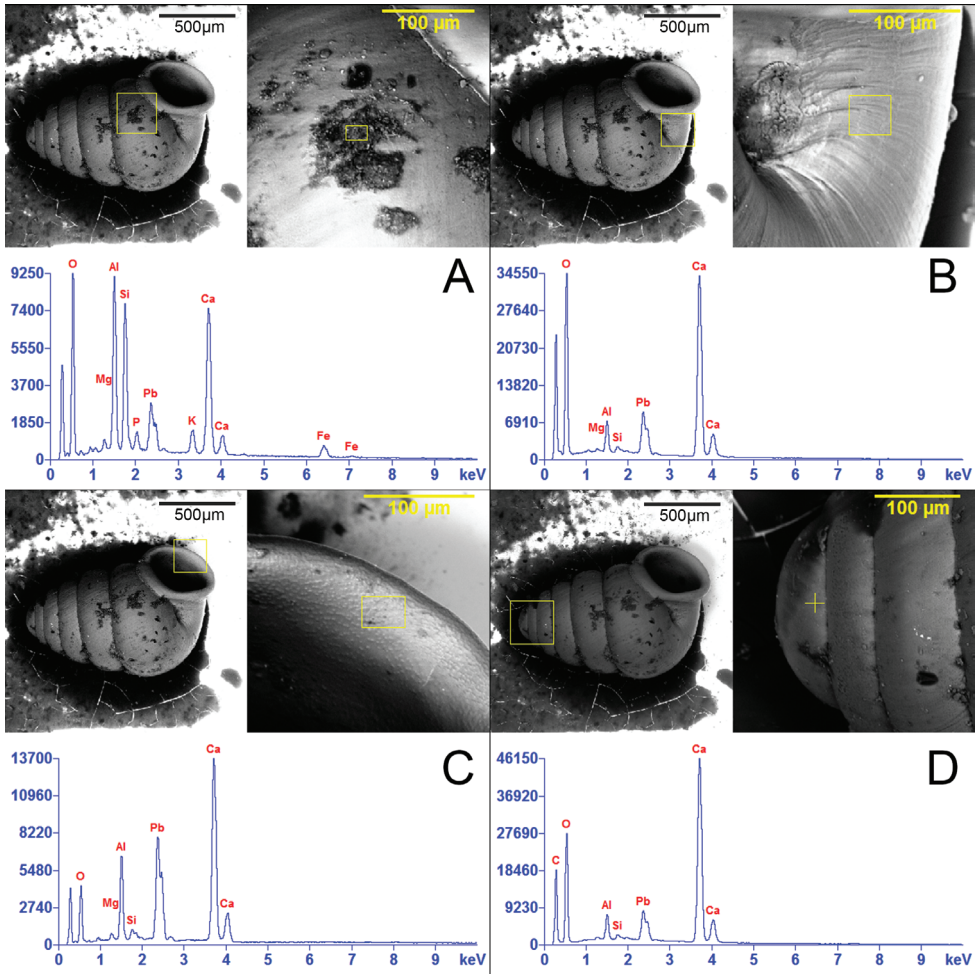 500µm
100 µm
500µm
100 µm
A
9250
7400
5550
3700
1850
0
O
Mg
Al
Si
P
Pb
K
Ca
Ca
Fe
Fe
0 1 2 3 4 5 6 7 8 9 keV
B
34550
27640
20730
13820
6910
0
O
Mg
Al
Si
Pb
Ca
Ca
0 1 2 3 4 5 6 7 8 9 keV
500µm
100 µm
500µm
100 µm
C
13700
10960
8220
5480
2740
0
O
Mg
Al
Si
Pb
Ca
Ca
0 1 2 3 4 5 6 7 8 9 keV
D
46150
36920
27690
18460
9230
0
C
O
Al
Si
Pb
Ca
Ca
0 1 2 3 4 5 6 7 8 9 keV